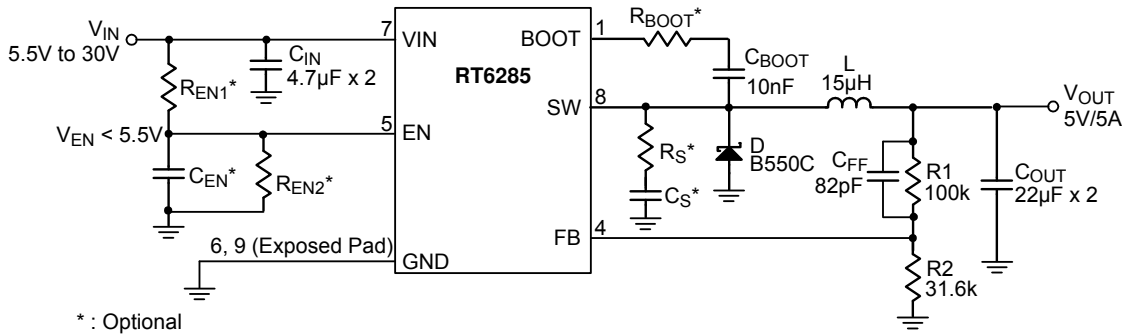 VIN
5.5V to 30V
CIN
4.7µF x 2
REN1*
VEN < 5.5V
CEN*
REN2*
6, 9 (Exposed Pad)
* : Optional
7
VIN
5
EN
GND
RT6285
BOOT
1
SW
8
FB
4
RBOOT*
CBOOT
10nF
RS*
CS*
D
B550C
L
15µH
CFF
82pF
R1
100k
R2
31.6k
COUT
22µF x 2
VOUT
5V/5A